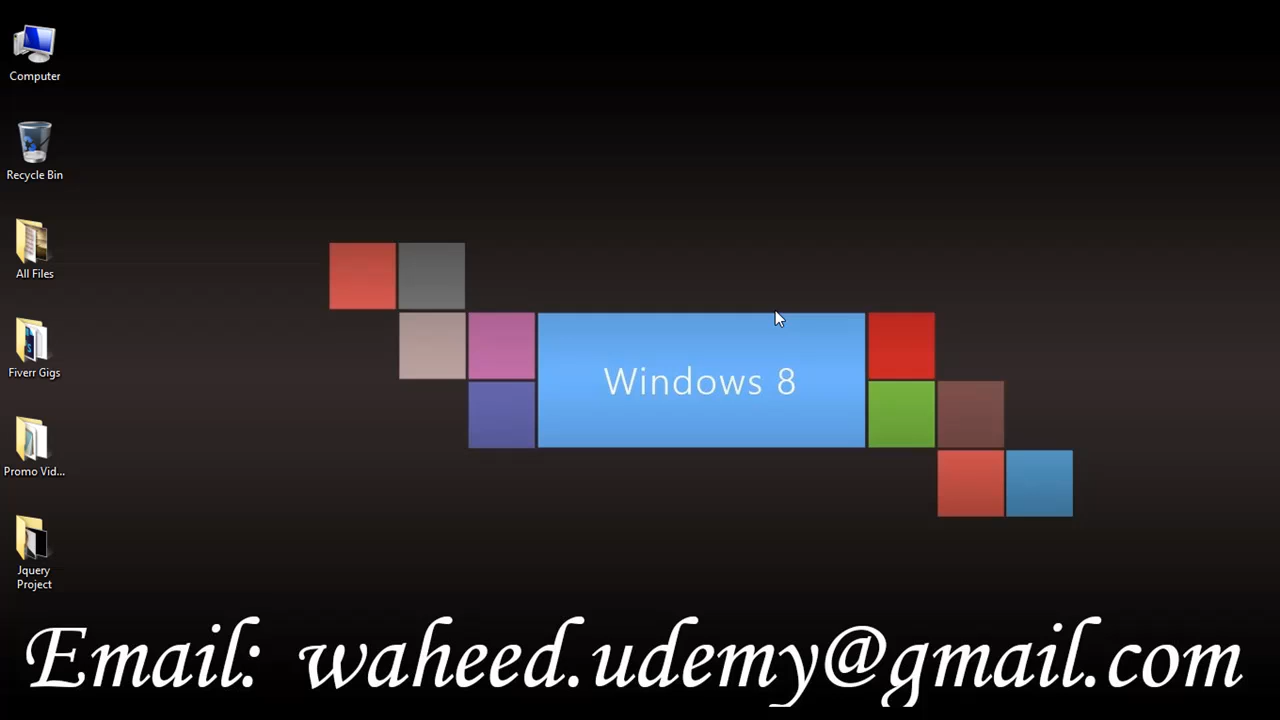 Computer
Recycle Bin
All Files
Fiverr Gigs
Promo Vid...
Jquery
Project
Windows 8
Email: waheed.udemy@gmail.com